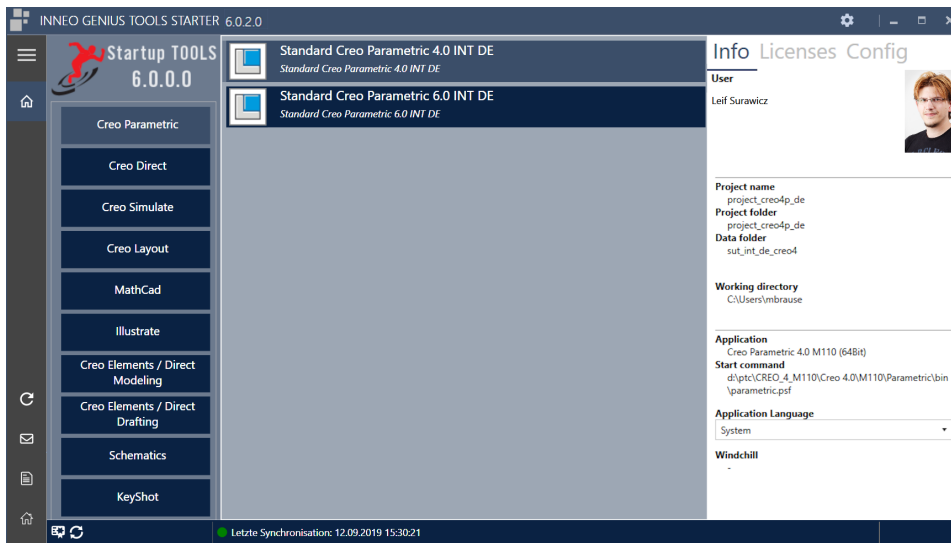 INNEO GENIUS TOOLS STARTER 6.0.2.0
Startup TOOLS
6.0.0.0
Creo Parametric
Creo Direct
Creo Simulate
Creo Layout
MathCad
Illustrate
Creo Elements / Direct
Modeling
Creo Elements / Direct
Drafting
Schematics
KeyShot
Standard Creo Parametric 4.0 INT DE
Standard Creo Parametric 4.0 INT DE
Standard Creo Parametric 6.0 INT DE
Standard Creo Parametric 6.0 INT DE
Info Licenses Config
User
Leif Surawicz
Project name
project_creo4p_de
Project folder
project_creo4p_de
Data folder
sut_int_de_creo4
Working directory
C:\Users\mbrause
Application
Creo Parametric 4.0 M110 (64Bit)
Start command
d:\ptc\CREO_4_M110\Creo 4.0\M110\Parametric\bin
\parametric.psf
Application Language
System
Windchill
-
Letzte Synchronisation: 12.09.2019 15:30:21